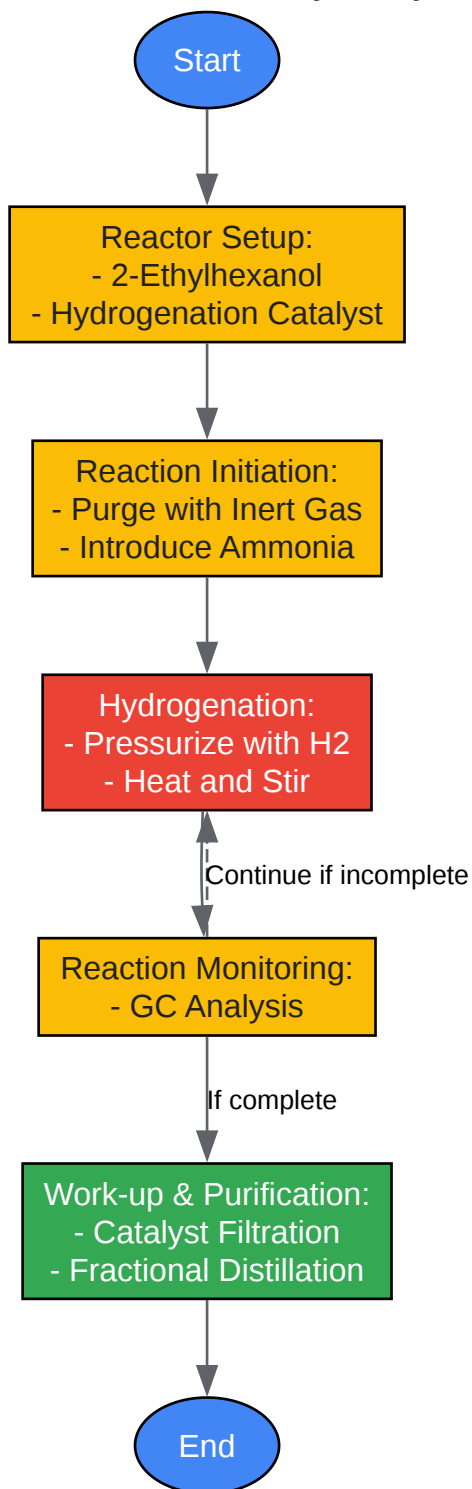 Start
Reactor Setup:
- 2-Ethylhexanol
- Hydrogenation Catalyst
Reaction Initiation:
- Purge with Inert Gas
- Introduce Ammonia
Hydrogenation:
- Pressurize with H2
- Heat and Stir
Continue if incomplete
Reaction Monitoring:
- GC Analysis
If complete
Work-up & Purification:
- Catalyst Filtration
- Fractional Distillation
End